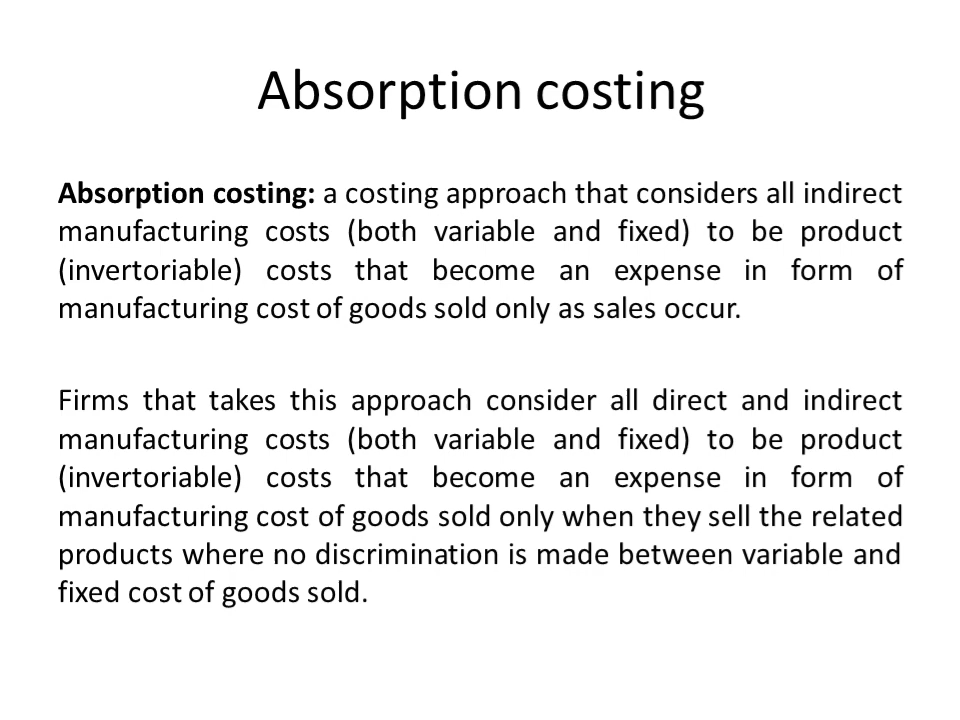 Absorption costing
Absorption costing: a costing approach that considers all indirect
manufacturing costs (both variable and fixed) to be product
(invertoriable) costs that become an expense in form of
manufacturing cost of goods sold only as sales occur.
Firms that takes this approach consider all direct and indirect
manufacturing costs (both variable and fixed) to be product
(invertoriable) costs that become an expense in form of
manufacturing cost of goods sold only when they sell the related
products where no discrimination is made between variable and
fixed cost of goods sold.